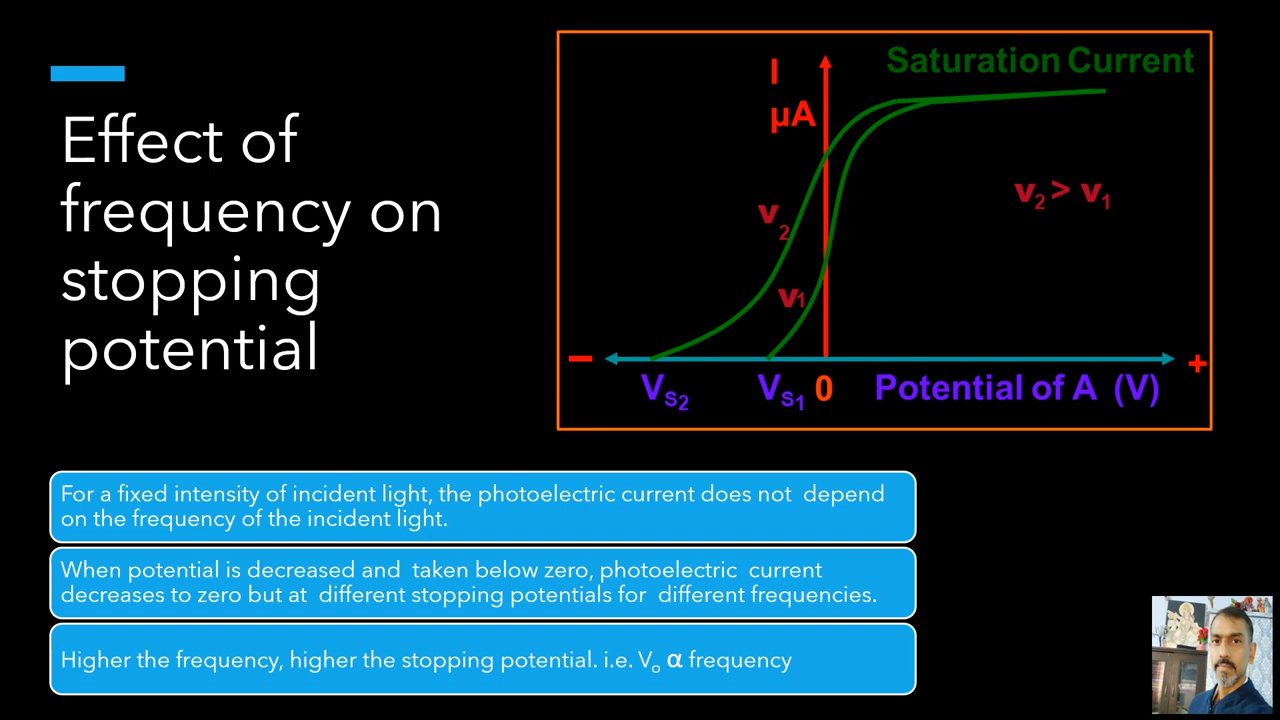 Effect of
frequency on
stopping
potential
I
µA
Saturation Current
ν2 > ν1
ν2
ν1
−
+
VS2
VS1
0
Potential of A (V)
For a fixed intensity of incident light, the photoelectric current does not depend
on the frequency of the incident light.
When potential is decreased and taken below zero, photoelectric current
decreases to zero but at different stopping potentials for different frequencies.
Higher the frequency, higher the stopping potential. i.e. Vo α frequency